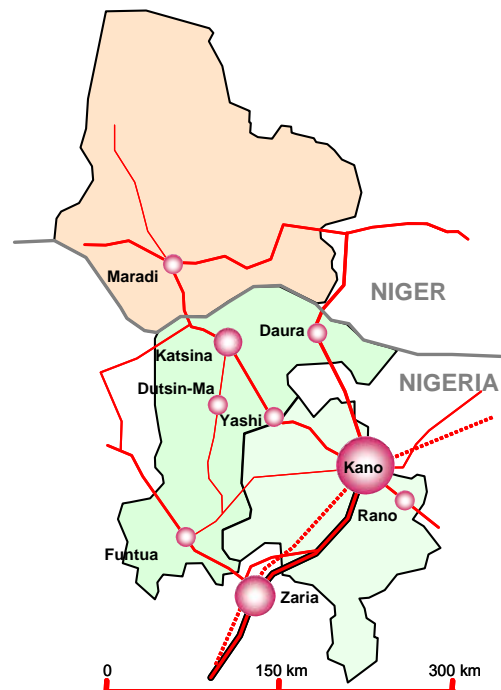 Maradi
NIGER
Daura
Katsina
NIGERIA
Dutsin-Ma
Yashi
Kano
Rano
Funtua
Zaria
0 150 km 300 km